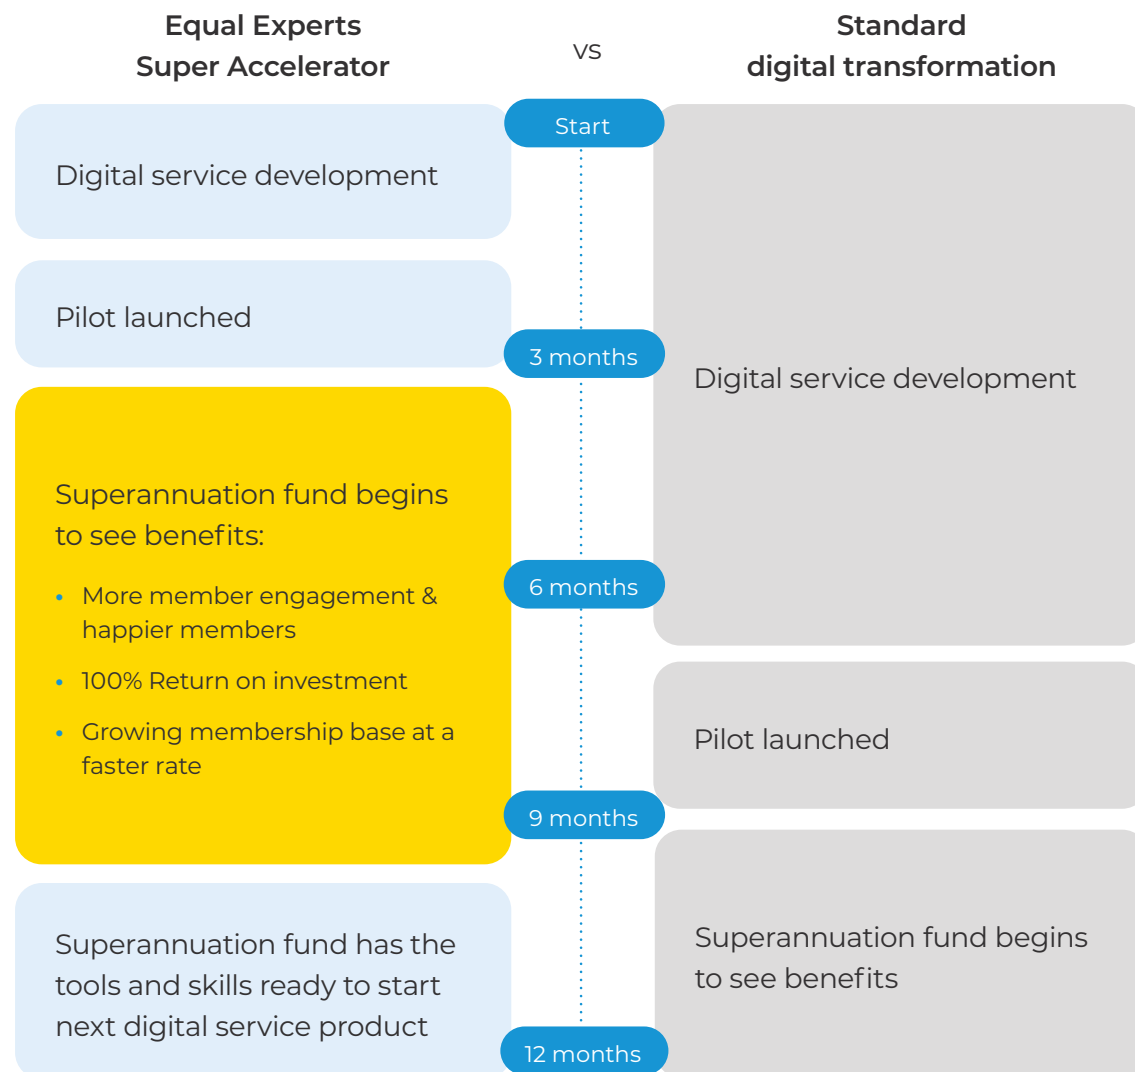 Equal Experts
Super Accelerator
vs
Standard
digital transformation
Start
Digital service development
Pilot launched
3 months
Digital service development
Superannuation fund begins
to see benefits:
• More member engagement &
happier members
• 100% Return on investment
• Growing membership base at a
faster rate
6 months
Pilot launched
9 months
Superannuation fund has the
tools and skills ready to start
next digital service product
Superannuation fund begins
to see benefits
12 months